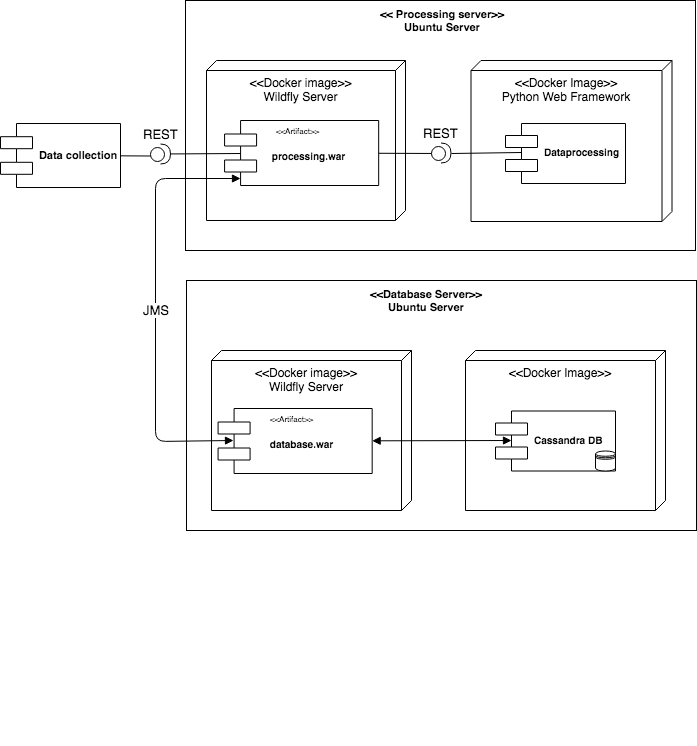 << Processing server>>
Ubuntu Server
<<Docker image>>
Wildfly Server
<<Docker Image>>
Python Web Framework
REST
<<Artifact>>
processing.war
REST
Dataprocessing
Data collection
JMS
<<Database Server>>
Ubuntu Server
<<Docker image>>
Wildfly Server
<<Docker Image>>
<<Artifact>>
database.war
Cassandra DB